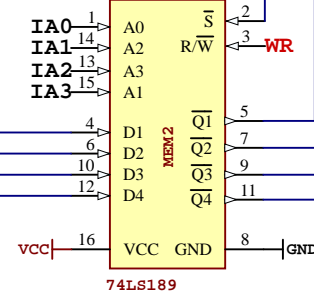 IA0 1 A0 S 2
IA1 14 A2 R/W 3 WR
IA2 13 A3
IA3 15 A1
4 D1 Q1 5
6 D2 Q2 7
10 D3 Q3 9
12 D4 Q4 11
MEM2
VCC 16 VCC GND 8 GND
74LS189